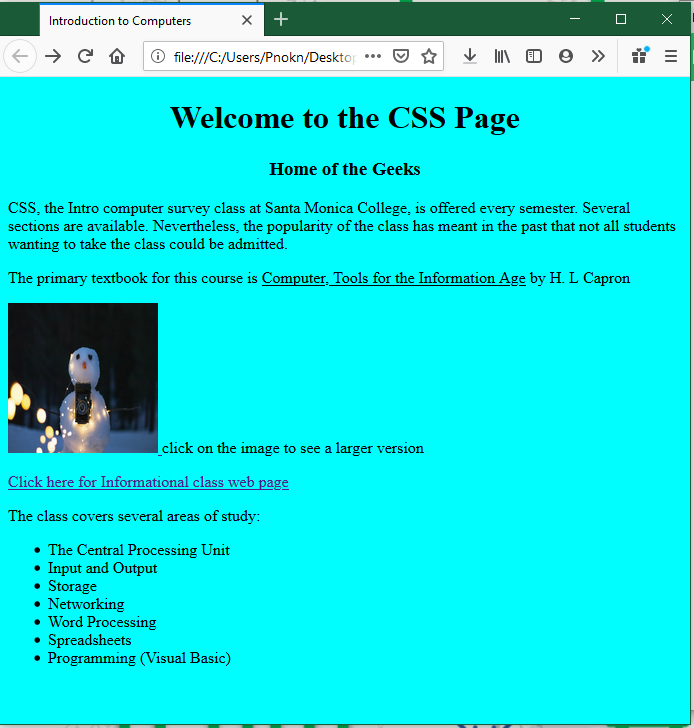 Introduction to Computers
file:///C:/Users/Pnokn/Desktop
Welcome to the CSS Page
Home of the Geeks
CSS, the Intro computer survey class at Santa Monica College, is offered every semester. Several
sections are available. Nevertheless, the popularity of the class has meant in the past that not all students
wanting to take the class could be admitted.
The primary textbook for this course is Computer, Tools for the Information Age by H. L Capron
click on the image to see a larger version
Click here for Informational class web page
The class covers several areas of study:
• The Central Processing Unit
• Input and Output
• Storage
• Networking
• Word Processing
• Spreadsheets
• Programming (Visual Basic)